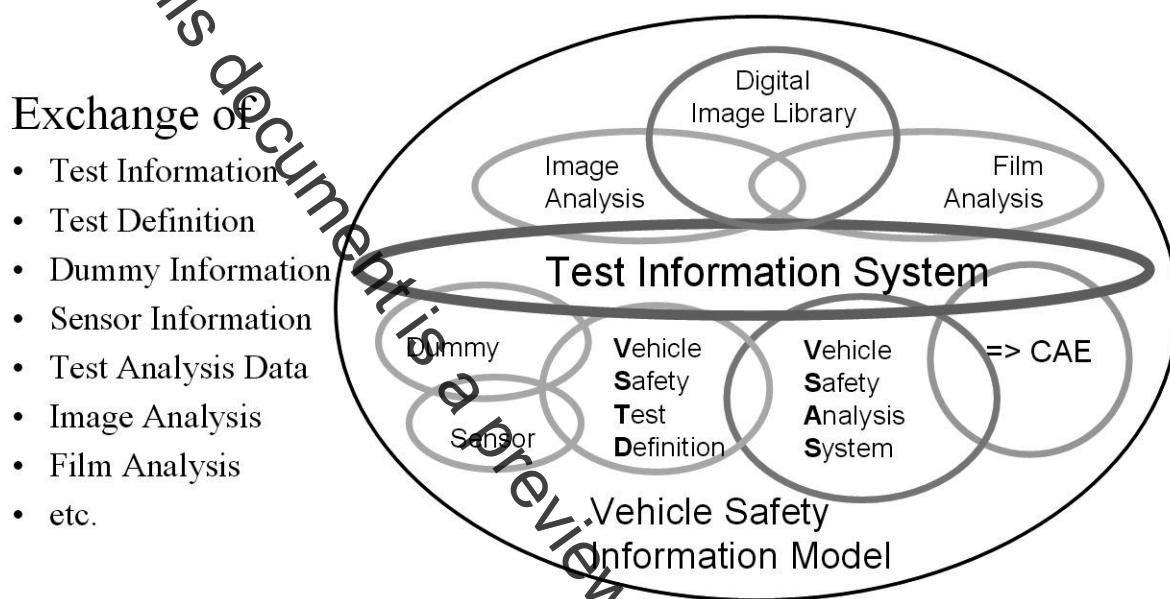 Exchange of
• Test Information
• Test Definition
• Dummy Information
• Sensor Information
• Test Analysis Data
• Image Analysis
• Film Analysis
• etc.
Digital
Image Library
Image
Analysis
Film
Analysis
Test Information System
Dummy
Sensor
Vehicle
Safety
Test
Definition
Vehicle
Safety
Analysis
System
=> CAE
Vehicle Safety
Information Model
his document is a preview